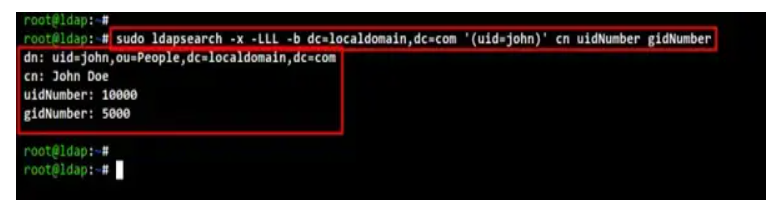 root@ldap:~#
root@ldap:~# sudo ldapsearch -x -LLL -b dc=localdomain,dc=com '(uid=john)' cn uidNumber gidNumber
dn: uid=john,ou=People,dc=localdomain,dc=com
cn: John Doe
uidNumber: 10000
gidNumber: 5000
root@ldap:~#
root@ldap:~#